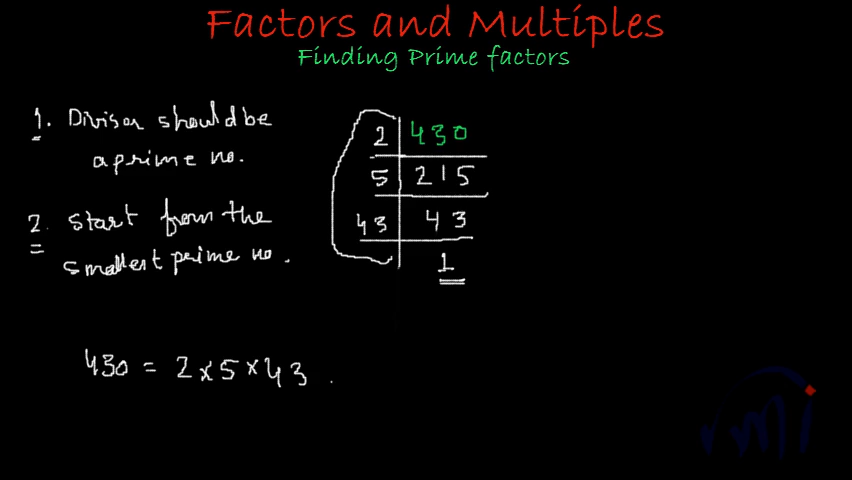 Factors and Multiples
Finding Prime factors
1. Divisor should be
a prime no.
2. Start from the
smallest prime no.
2 | 430
5 | 215
43 | 43
1
430 = 2 x 5 x 43 .
rmi